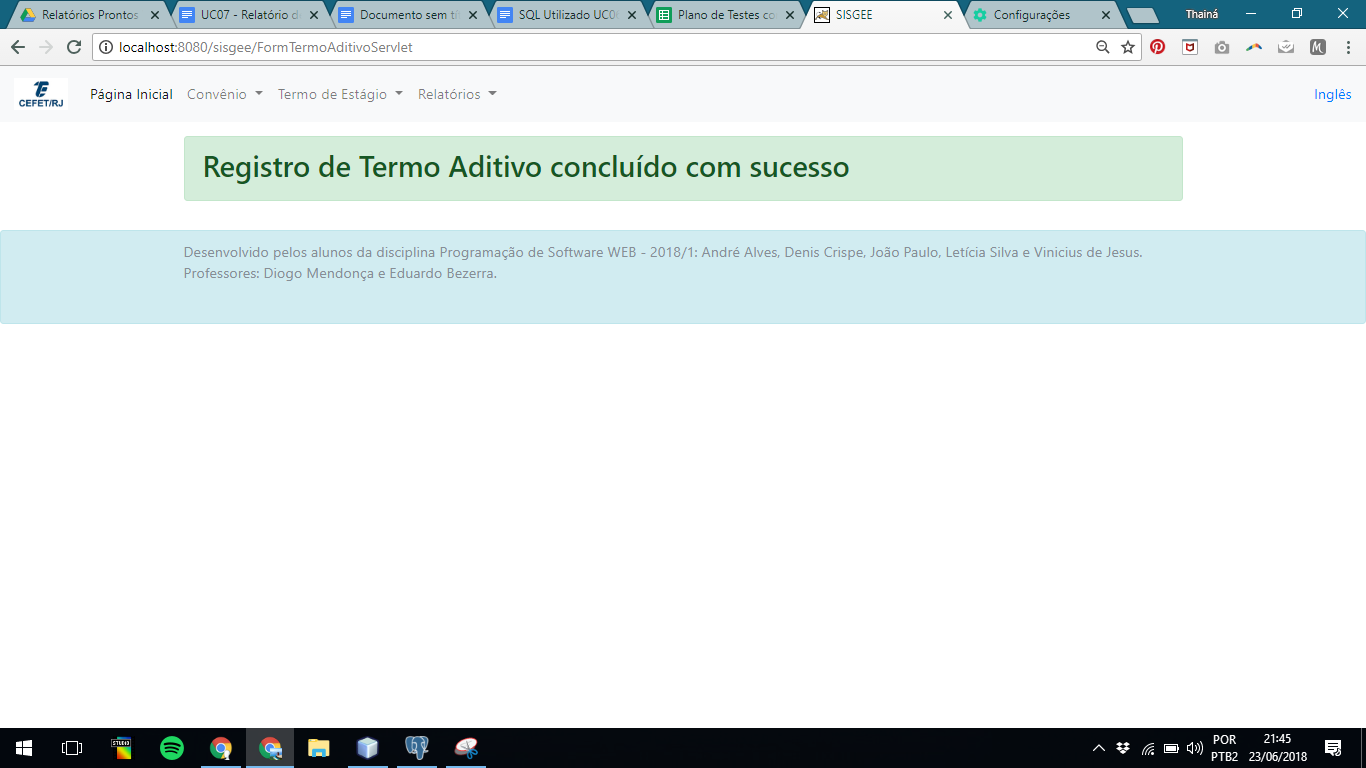 Relatórios Prontos
UC07 - Relatório d
Documento sem tí
SQL Utilizado UC0
Plano de Testes co
SISGEE
Configurações
Thainá
localhost:8080/sisgee/FormTermoAditivoServlet
CEFET/RJ
Página Inicial
Convênio
Termo de Estágio
Relatórios
Inglês
Registro de Termo Aditivo concluído com sucesso
Desenvolvido pelos alunos da disciplina Programação de Software WEB - 2018/1: André Alves, Denis Crispe, João Paulo, Letícia Silva e Vinicius de Jesus.
Professores: Diogo Mendonça e Eduardo Bezerra.
STUDIO
POR
PTB2
21:45
23/06/2018